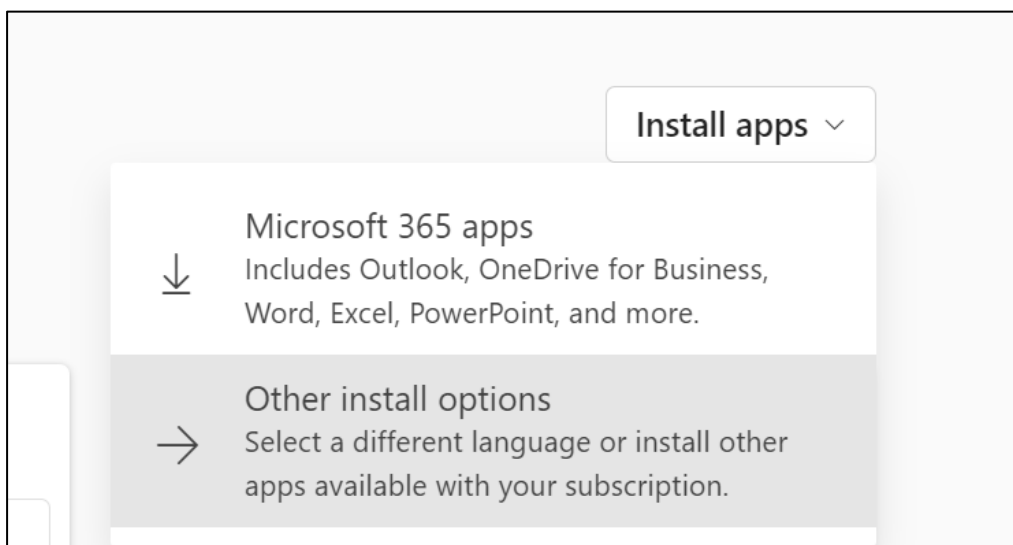 Install apps
Microsoft 365 apps
Includes Outlook, OneDrive for Business,
Word, Excel, PowerPoint, and more.
Other install options
Select a different language or install other
apps available with your subscription.